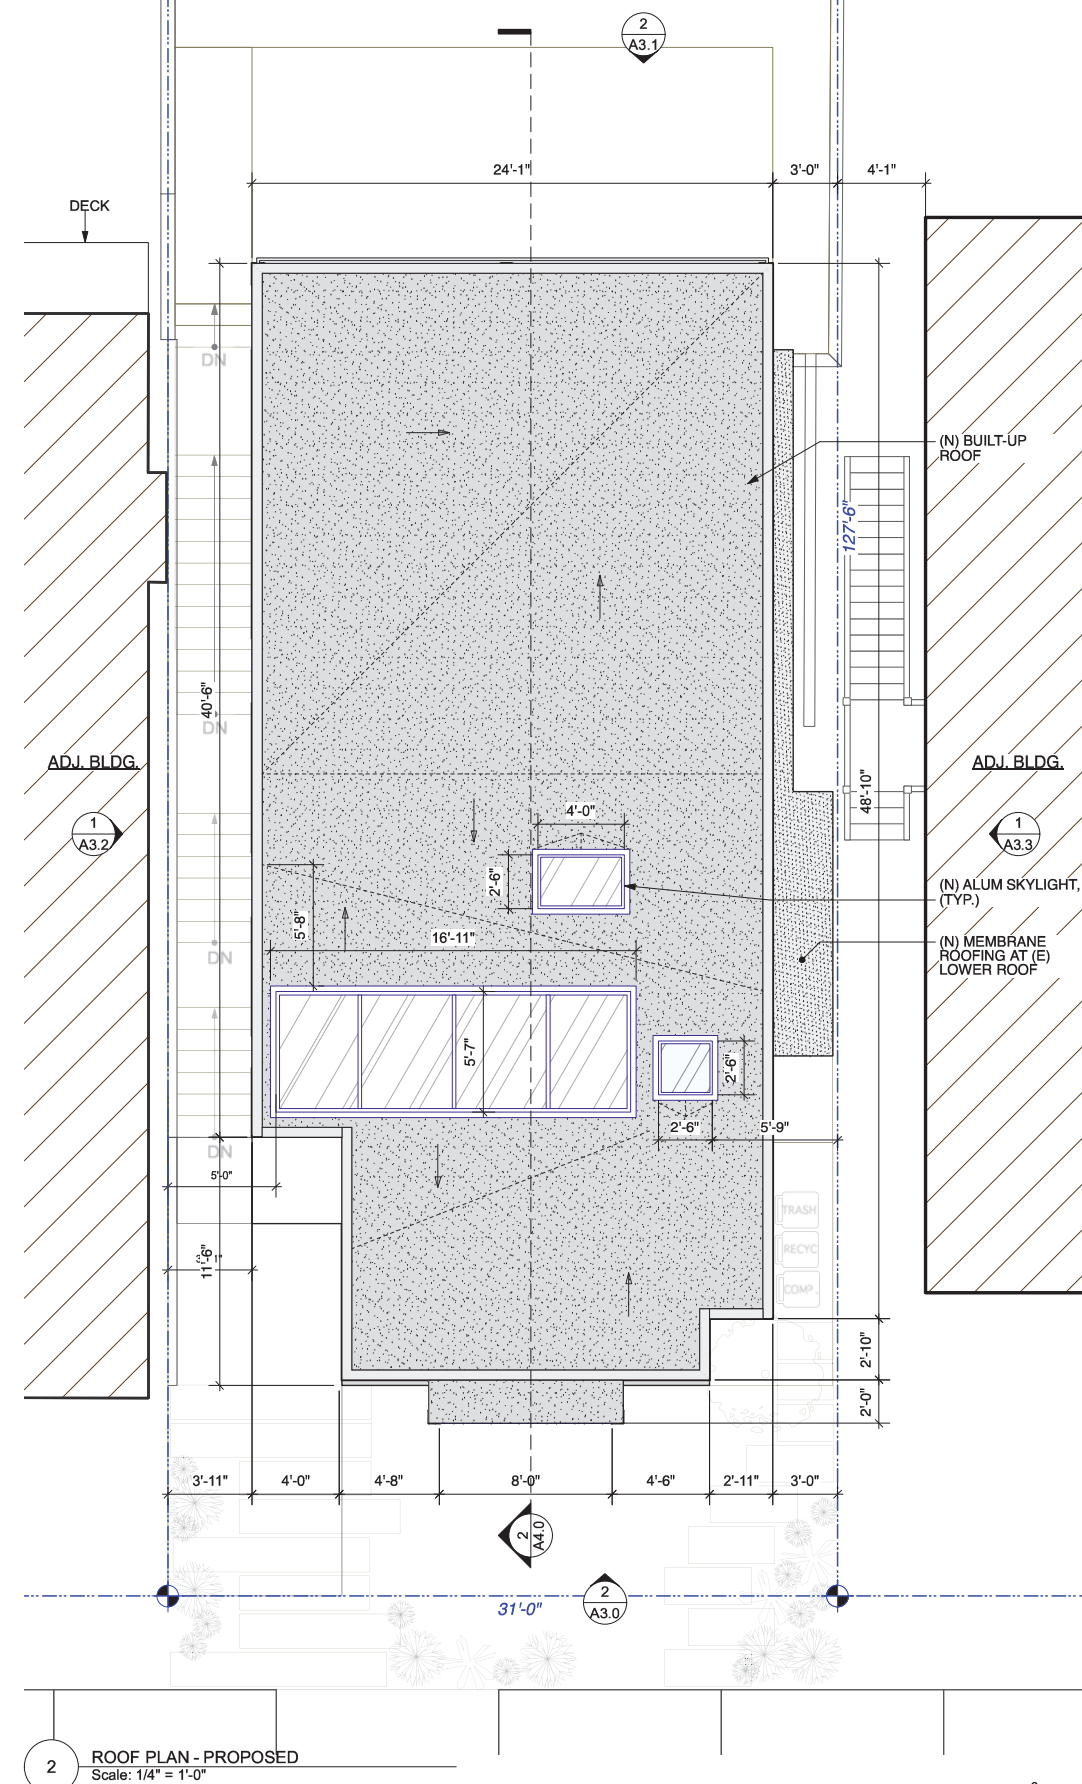 2
A3.1
24'-1"
3'-0"
4'-1"
DECK
DN
(N) BUILT-UP
ROOF
127'-6"
40'-6"
DN
ADJ. BLDG.
ADJ. BLDG.
48'-10"
4'-0"
1
A3.2
1
A3.3
2'-6"
(N) ALUM SKYLIGHT,
(TYP.)
5'-8"
16'-11"
(N) MEMBRANE
ROOFING AT (E)
LOWER ROOF
DN
5'-7"
2'-6"
2'-6"
5'-9"
DN
5'-0"
TRASH
RECYC
COMP.
11'-6"
2'-10"
2'-0"
3'-11"
4'-0"
4'-8"
8'-0"
4'-6"
2'-11"
3'-0"
2
A4.0
2
A3.0
31'-0"
2
ROOF PLAN - PROPOSED
Scale: 1/4" = 1'-0"